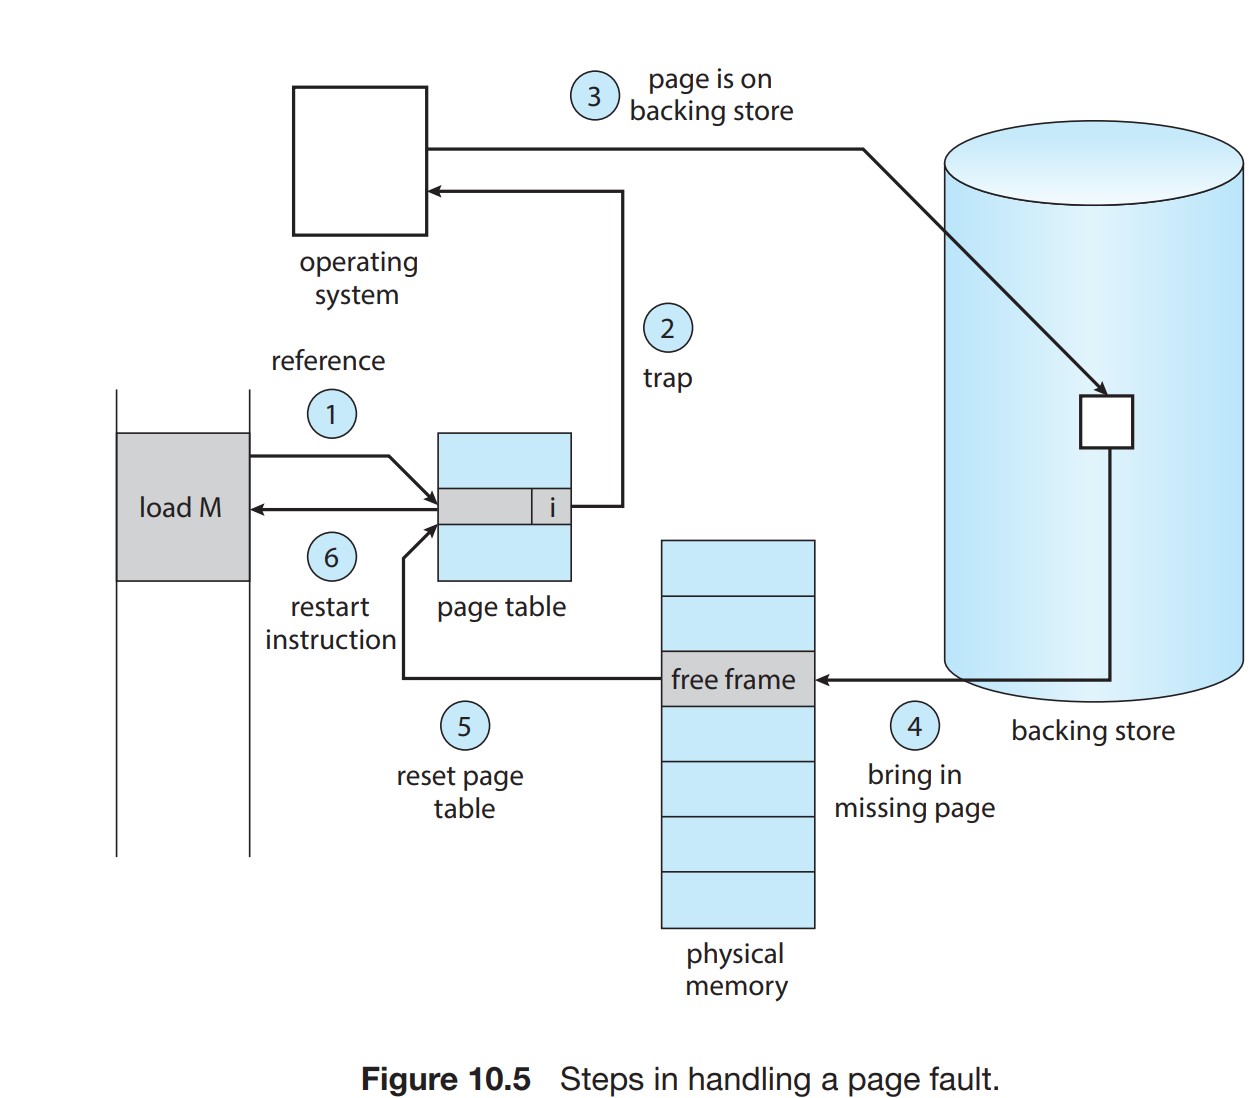 3
page is on
backing store
operating
system
2
trap
reference
1
load M
i
6
restart
instruction
page table
free frame
5
reset page
table
4
bring in
missing page
backing store
physical
memory
Figure 10.5 Steps in handling a page fault.